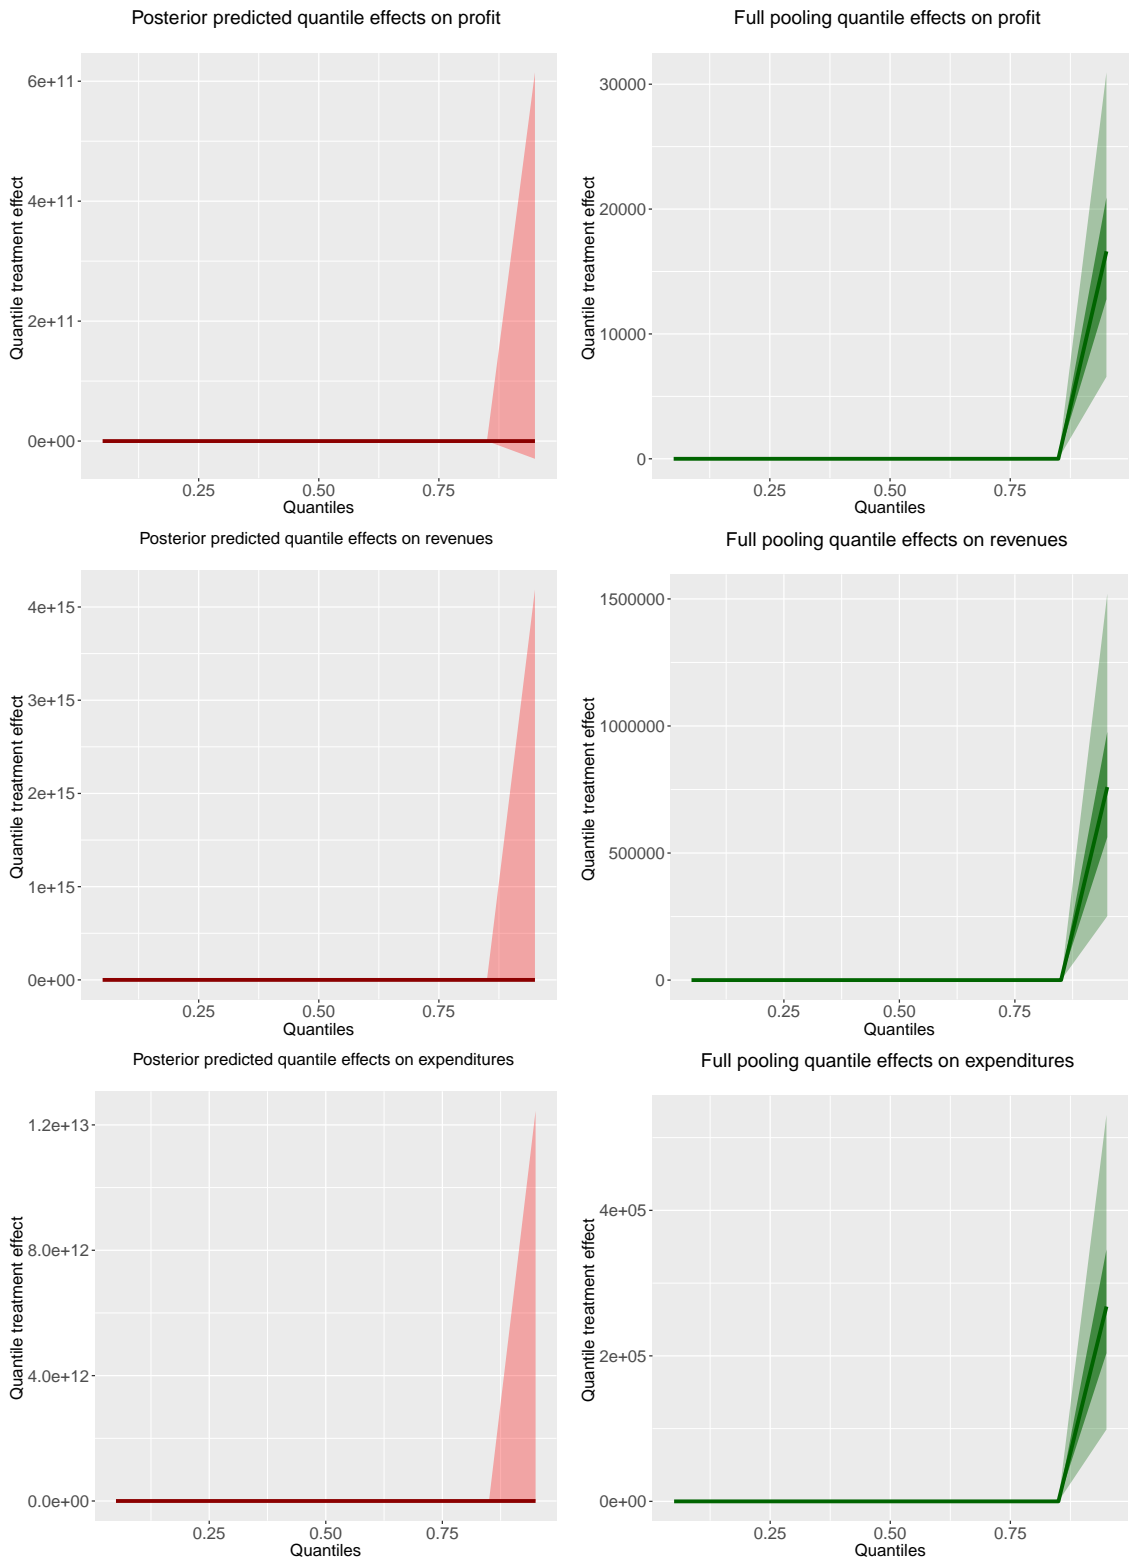 Posterior predicted quantile effects on profit
Quantile treatment effect
6e+11
4e+11
2e+11
0e+00
0.25 0.50 0.75
Quantiles
Full pooling quantile effects on profit
Quantile treatment effect
30000
20000
10000
0
0.25 0.50 0.75
Quantiles
Posterior predicted quantile effects on revenues
Quantile treatment effect
4e+15
3e+15
2e+15
1e+15
0e+00
0.25 0.50 0.75
Quantiles
Full pooling quantile effects on revenues
Quantile treatment effect
1500000
1000000
500000
0
0.25 0.50 0.75
Quantiles
Posterior predicted quantile effects on expenditures
Quantile treatment effect
1.2e+13
8.0e+12
4.0e+12
0.0e+00
0.25 0.50 0.75
Quantiles
Full pooling quantile effects on expenditures
Quantile treatment effect
4e+05
2e+05
0e+00
0.25 0.50 0.75
Quantiles